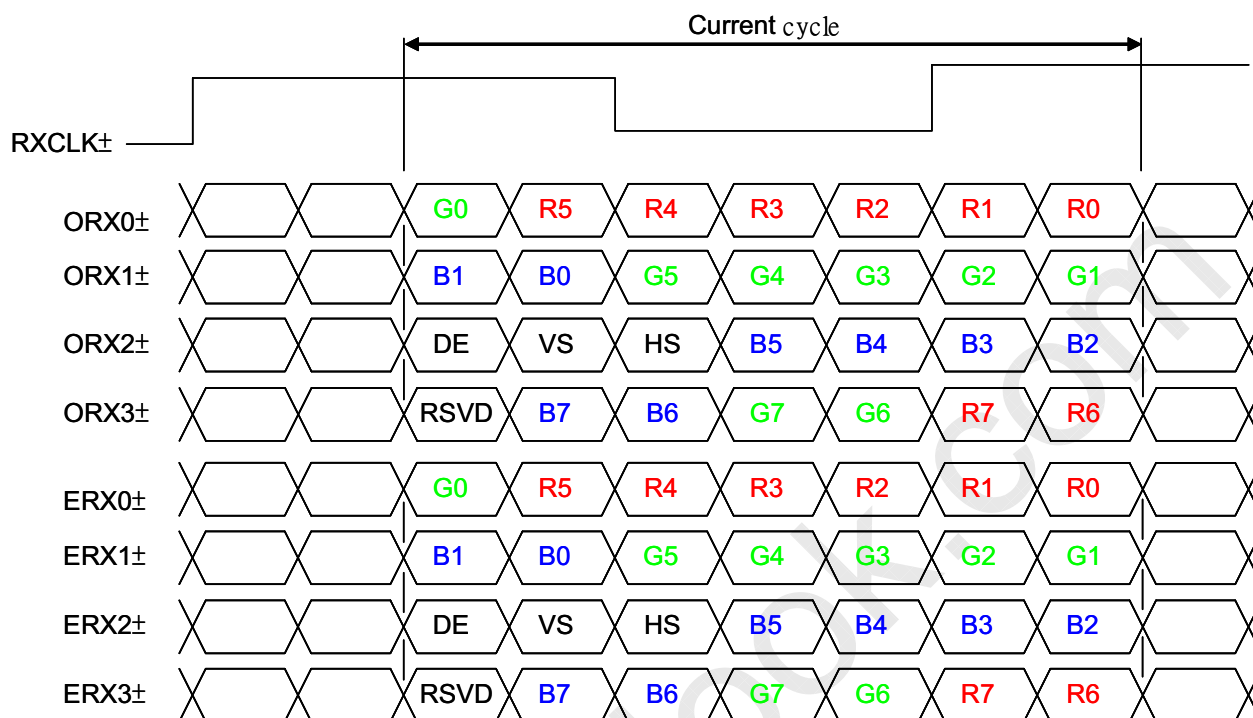 Current cycle
RXCLK±
ORX0± G0 R5 R4 R3 R2 R1 R0
ORX1± B1 B0 G5 G4 G3 G2 G1
ORX2± DE VS HS B5 B4 B3 B2
ORX3± RSVD B7 B6 G7 G6 R7 R6
ERX0± G0 R5 R4 R3 R2 R1 R0
ERX1± B1 B0 G5 G4 G3 G2 G1
ERX2± DE VS HS B5 B4 B3 B2
ERX3± RSVD B7 B6 G7 G6 R7 R6
ook.com